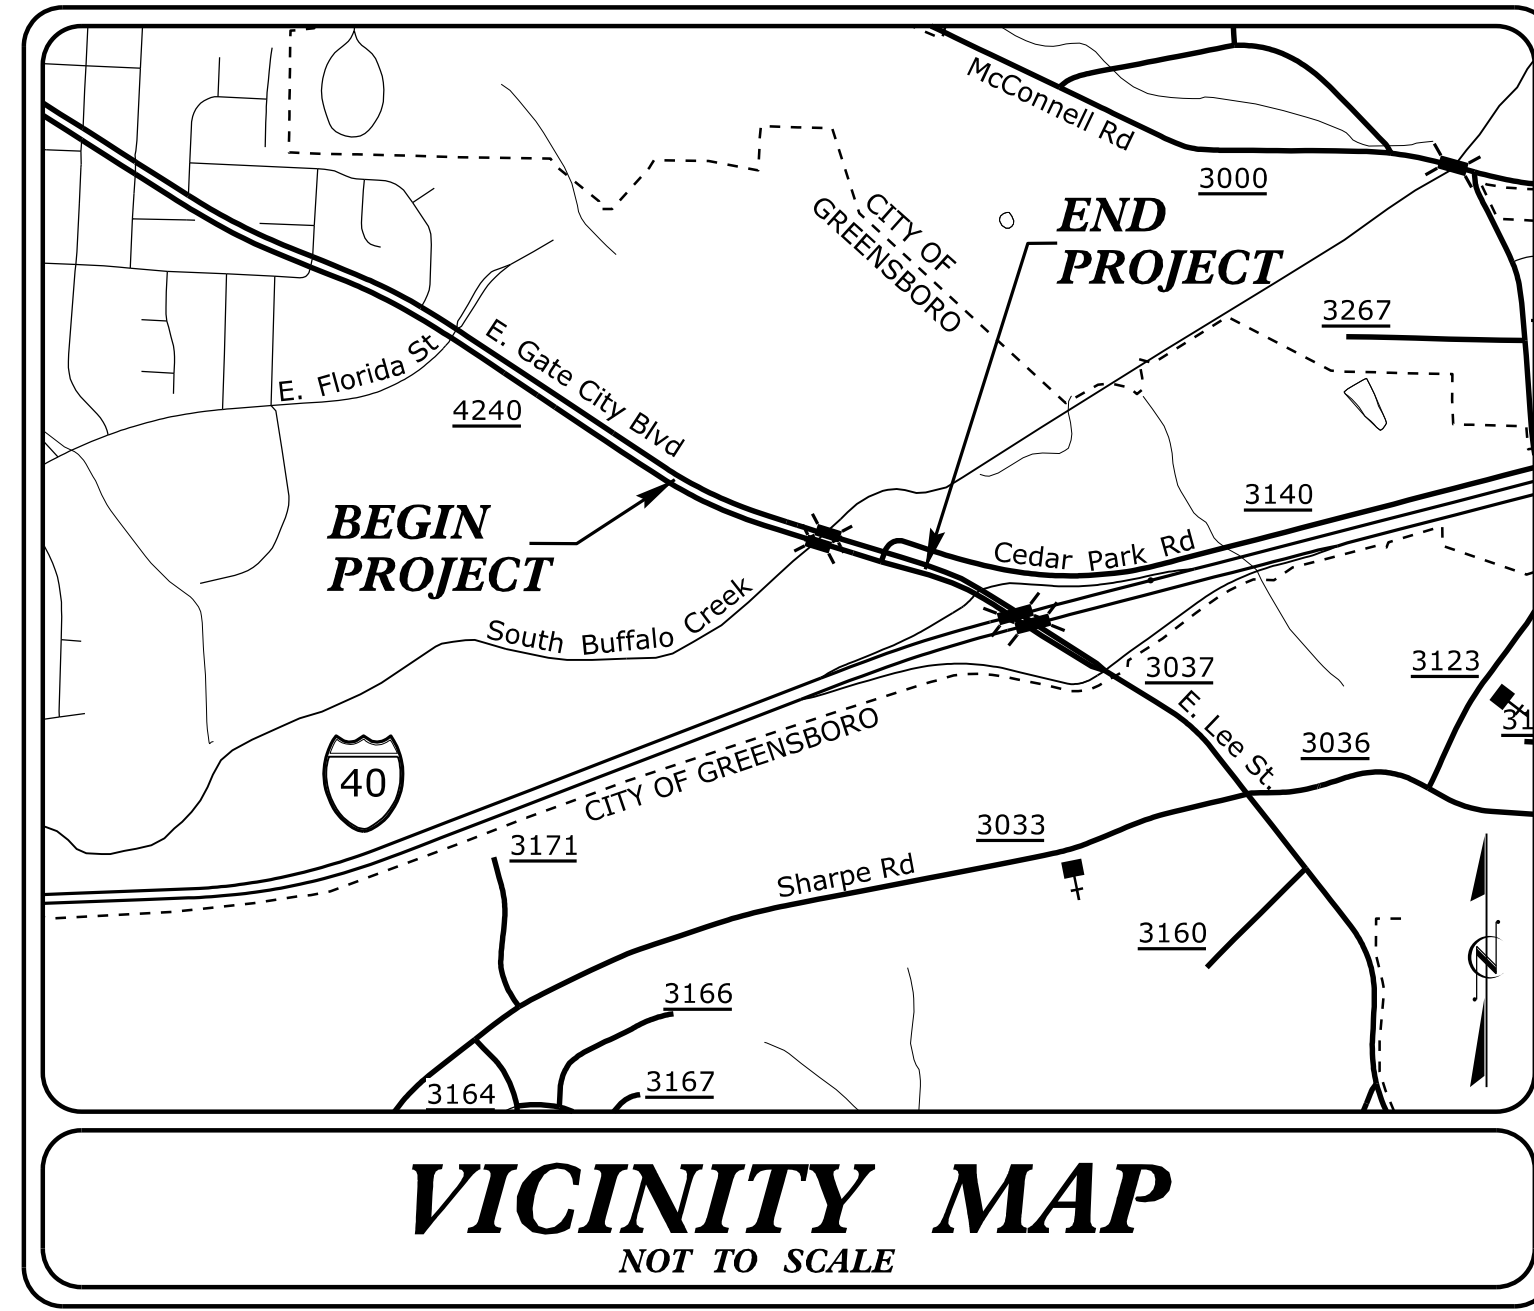 McConnell Rd
3000
END
PROJECT
CITY OF
GREENSBORO
3267
E. Florida St
E. Gate City Blvd
4240
BEGIN
PROJECT
3140
Cedar Park Rd
South Buffalo Creek
3037
3123
E. Lee St.
3036
40
CITY OF GREENSBORO
3171
3033
Sharpe Rd
3160
N
3166
3164
3167
VICINITY MAP
NOT TO SCALE